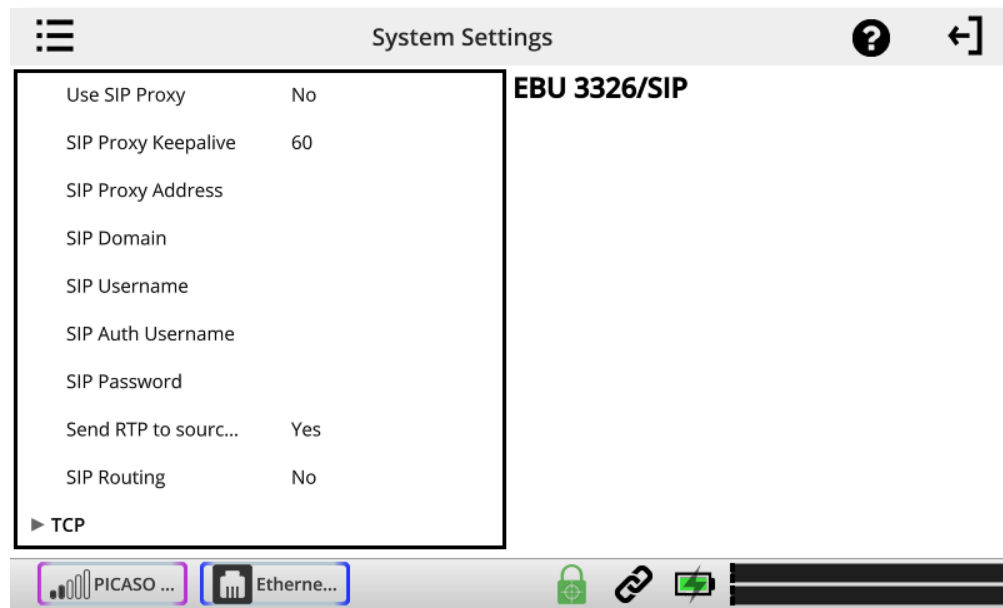 System Settings
?
EBU 3326/SIP
Use SIP Proxy No
SIP Proxy Keepalive 60
SIP Proxy Address
SIP Domain
SIP Username
SIP Auth Username
SIP Password
Send RTP to sourc... Yes
SIP Routing No
TCP
PICASO ...
Etherne...